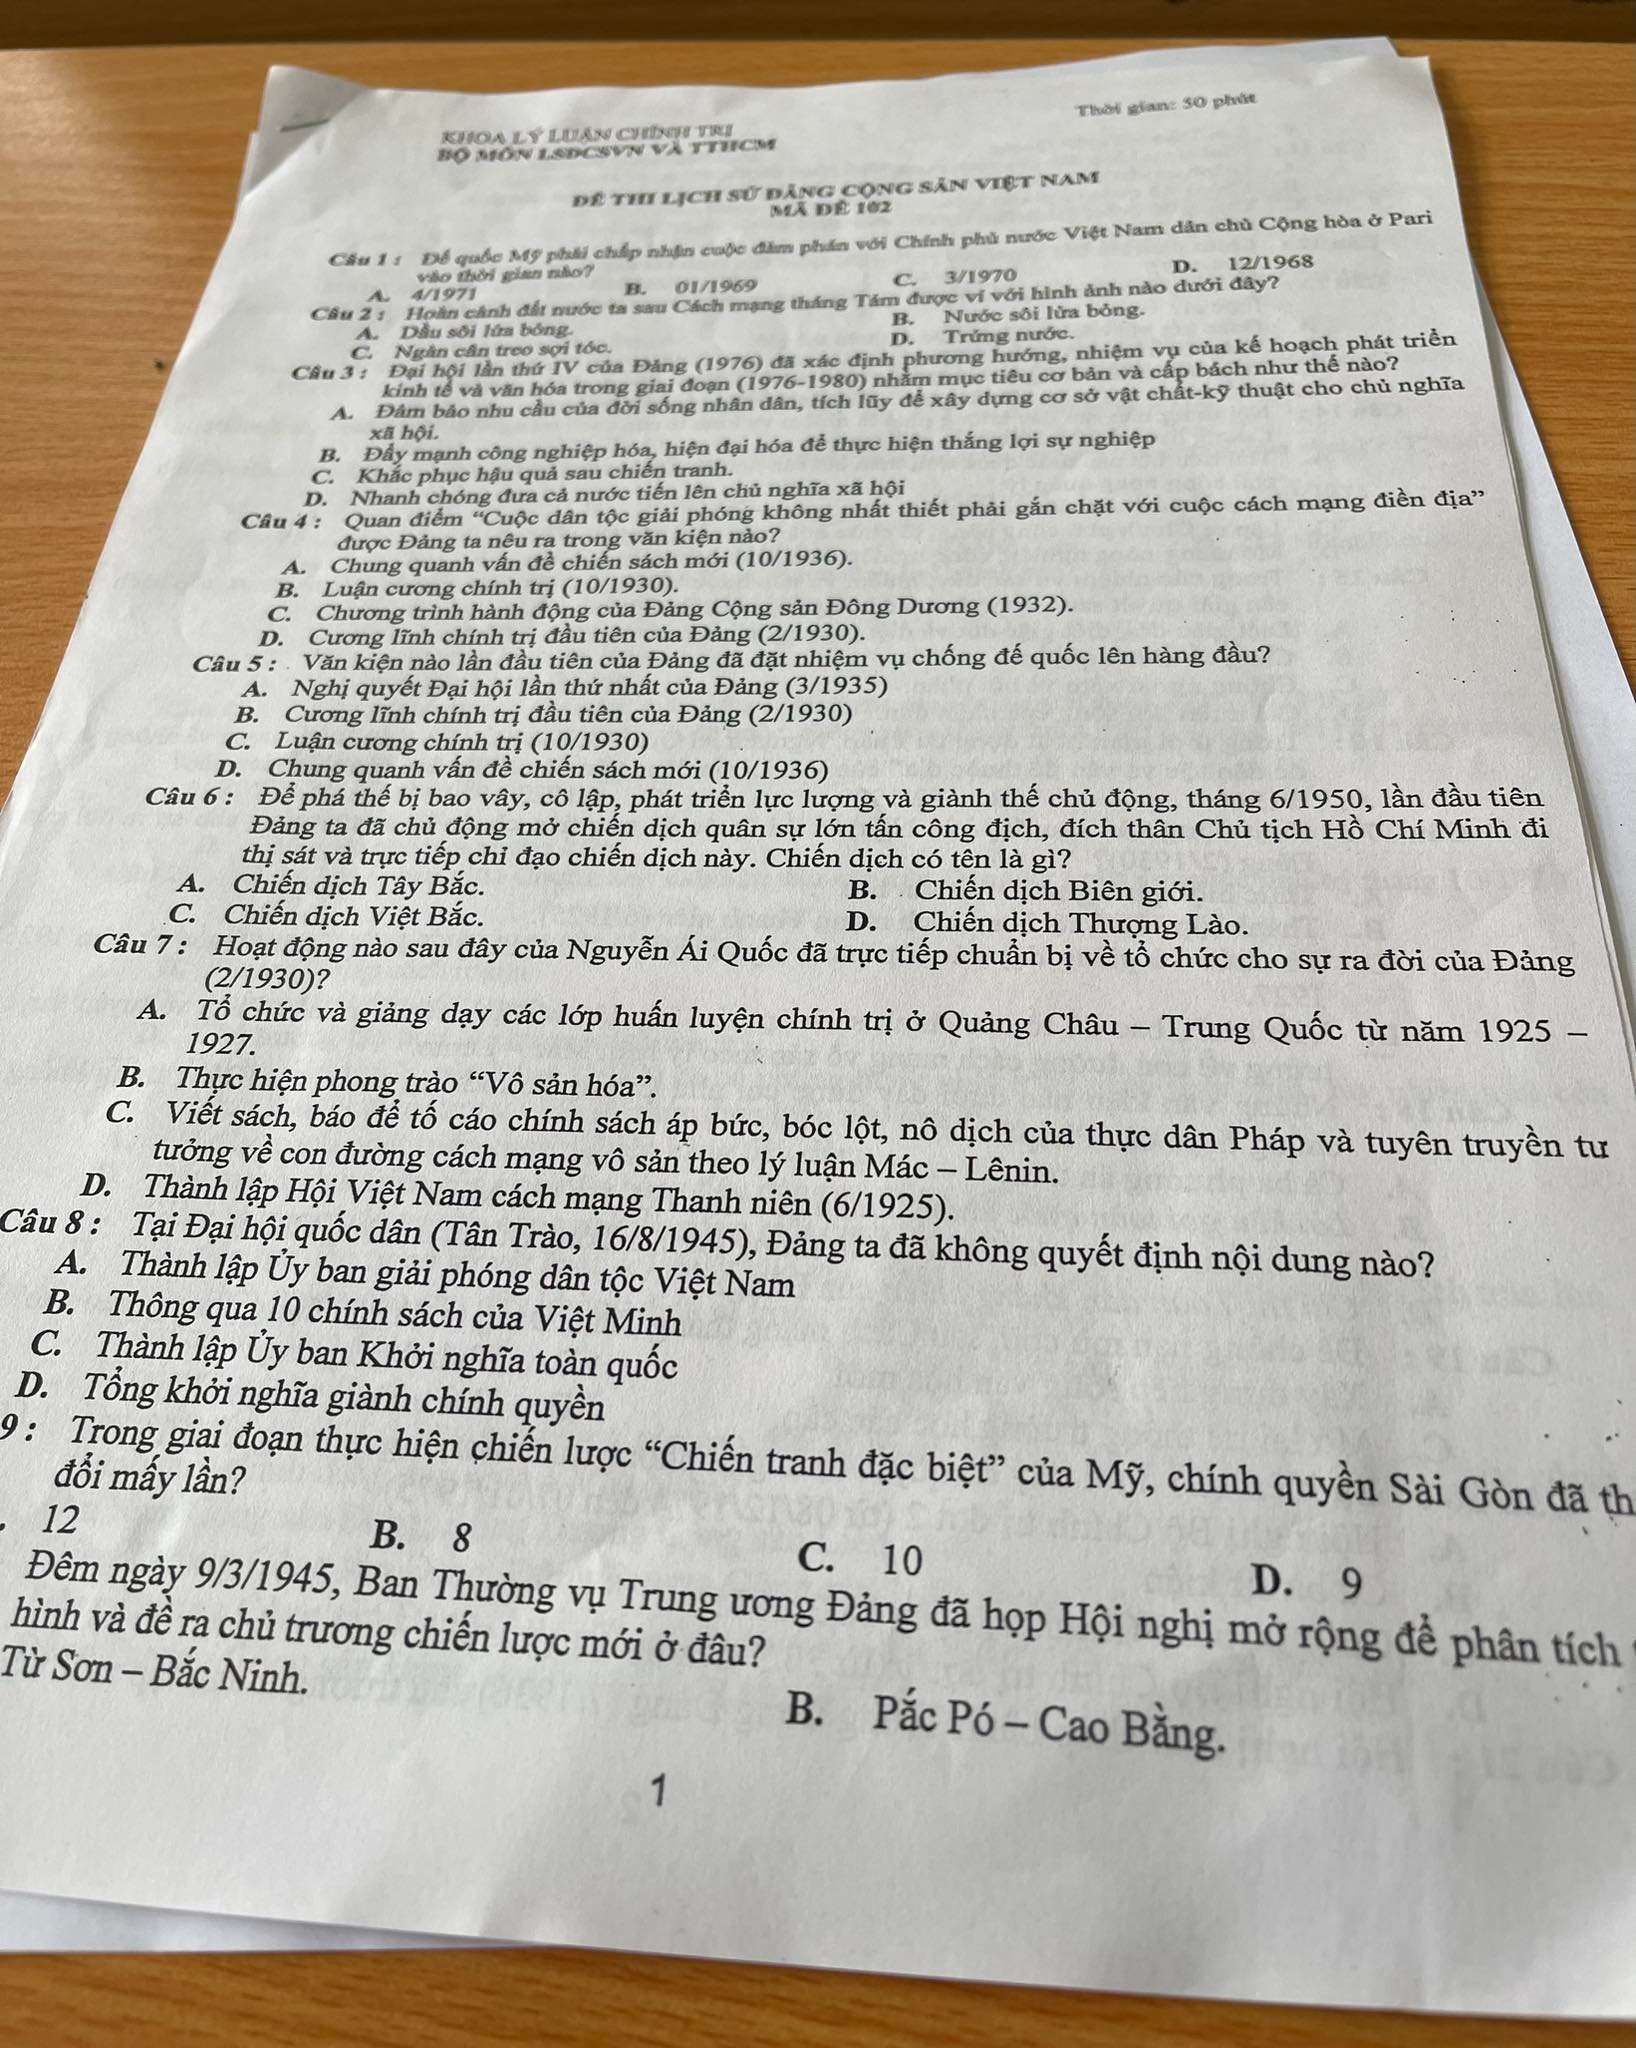 Thời gian: 50 phút
KHOA LÝ LUẬN CHÍNH TRỊ
BỘ MÔN LSĐCSVN VÀ TTHCM
ĐỀ THI LỊCH SỬ ĐẢNG CỘNG SẢN VIỆT NAM
MÃ ĐỀ 102
Câu 1 : Đế quốc Mỹ phải chấp nhận cuộc đàm phán với Chính phủ nước Việt Nam dân chủ Cộng hòa ở Pari
vào thời gian nào?
A. 4/1971 B. 01/1969 C. 3/1970 D. 12/1968
Câu 2 : Hoàn cảnh đất nước ta sau Cách mạng tháng Tám được ví với hình ảnh nào dưới đây?
A. Dầu sôi lửa bỏng. B. Nước sôi lửa bỏng.
C. Ngàn cân treo sợi tóc. D. Trứng nước.
Câu 3 : Đại hội lần thứ IV của Đảng (1976) đã xác định phương hướng, nhiệm vụ của kế hoạch phát triển
kinh tế và văn hóa trong giai đoạn (1976-1980) nhằm mục tiêu cơ bản và cấp bách như thế nào?
A. Đảm bảo nhu cầu của đời sống nhân dân, tích lũy để xây dựng cơ sở vật chất-kỹ thuật cho chủ nghĩa
xã hội.
B. Đẩy mạnh công nghiệp hóa, hiện đại hóa để thực hiện thắng lợi sự nghiệp
C. Khắc phục hậu quả sau chiến tranh.
D. Nhanh chóng đưa cả nước tiến lên chủ nghĩa xã hội
Câu 4 : Quan điểm “Cuộc dân tộc giải phóng không nhất thiết phải gắn chặt với cuộc cách mạng điền địa”
được Đảng ta nêu ra trong văn kiện nào?
A. Chung quanh vấn đề chiến sách mới (10/1936).
B. Luận cương chính trị (10/1930).
C. Chương trình hành động của Đảng Cộng sản Đông Dương (1932).
D. Cương lĩnh chính trị đầu tiên của Đảng (2/1930).
Câu 5 : Văn kiện nào lần đầu tiên của Đảng đã đặt nhiệm vụ chống đế quốc lên hàng đầu?
A. Nghị quyết Đại hội lần thứ nhất của Đảng (3/1935)
B. Cương lĩnh chính trị đầu tiên của Đảng (2/1930)
C. Luận cương chính trị (10/1930)
D. Chung quanh vấn đề chiến sách mới (10/1936)
Câu 6 : Để phá thế bị bao vây, cô lập, phát triển lực lượng và giành thế chủ động, tháng 6/1950, lần đầu tiên
Đảng ta đã chủ động mở chiến dịch quân sự lớn tấn công địch, đích thân Chủ tịch Hồ Chí Minh đi
thị sát và trực tiếp chỉ đạo chiến dịch này. Chiến dịch có tên là gì?
A. Chiến dịch Tây Bắc. B. Chiến dịch Biên giới.
C. Chiến dịch Việt Bắc. D. Chiến dịch Thượng Lào.
Câu 7 : Hoạt động nào sau đây của Nguyễn Ái Quốc đã trực tiếp chuẩn bị về tổ chức cho sự ra đời của Đảng
(2/1930)?
A. Tổ chức và giảng dạy các lớp huấn luyện chính trị ở Quảng Châu – Trung Quốc từ năm 1925 –
1927.
B. Thực hiện phong trào “Vô sản hóa”.
C. Viết sách, báo để tố cáo chính sách áp bức, bóc lột, nô dịch của thực dân Pháp và tuyên truyền tư
tưởng về con đường cách mạng vô sản theo lý luận Mác – Lênin.
D. Thành lập Hội Việt Nam cách mạng Thanh niên (6/1925).
Câu 8 : Tại Đại hội quốc dân (Tân Trào, 16/8/1945), Đảng ta đã không quyết định nội dung nào?
A. Thành lập Ủy ban giải phóng dân tộc Việt Nam
B. Thông qua 10 chính sách của Việt Minh
C. Thành lập Ủy ban Khởi nghĩa toàn quốc
D. Tổng khởi nghĩa giành chính quyền
9 : Trong giai đoạn thực hiện chiến lược “Chiến tranh đặc biệt” của Mỹ, chính quyền Sài Gòn đã th
đổi mấy lần?
. 12 B. 8 C. 10 D. 9
Đêm ngày 9/3/1945, Ban Thường vụ Trung ương Đảng đã họp Hội nghị mở rộng để phân tích
hình và đề ra chủ trương chiến lược mới ở đâu?
Từ Sơn – Bắc Ninh. B. Pắc Pó – Cao Bằng.
1